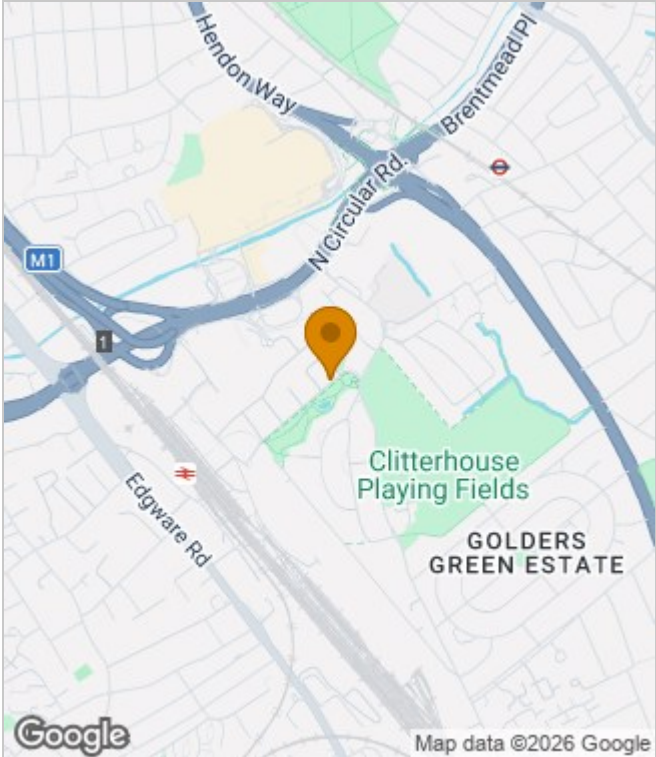 Hendon Way
Brentmead Pl
N Circular Rd.
M1
1
Edgware Rd
Clitterhouse
Playing Fields
GOLDERS
GREEN ESTATE
Google
Map data ©2026 Google